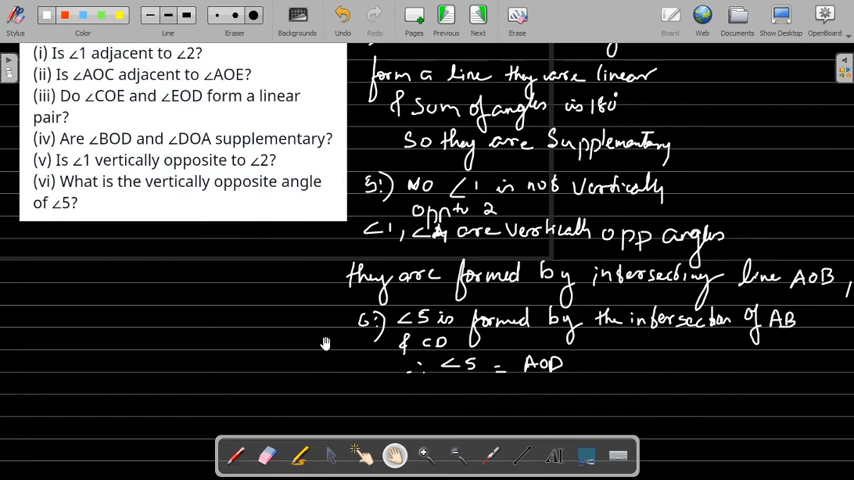 Stylus Color Line Eraser Backgrounds Undo Redo Pages Previous Next Erase Board Web Documents Show Desktop OpenBoard
(i) Is ∠1 adjacent to ∠2?
(ii) Is ∠AOC adjacent to ∠AOE?
(iii) Do ∠COE and ∠EOD form a linear
pair?
(iv) Are ∠BOD and ∠DOA supplementary?
(v) Is ∠1 vertically opposite to ∠2?
(vi) What is the vertically opposite angle
of ∠5?
form a line they are linear
& Sum of angles is 180
So they are Supplementary
5:) No ∠1 is not vertically
opp to 2
∠1, ∠4 are vertically opp angles
they are formed by intersecting line AOB,
6:) ∠5 is formed by the intersection of AB
& CD
∴ ∠5 = AOD
AI